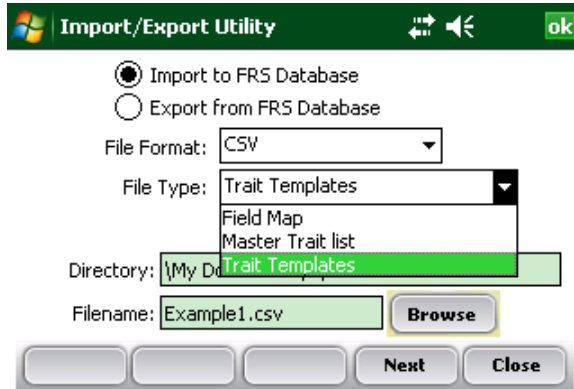 Import/Export Utility ok
Import to FRS Database
Export from FRS Database
File Format: CSV
File Type: Trait Templates
Field Map
Master Trait list
Trait Templates
Directory: \My
Filename: Example1.csv Browse
Next Close